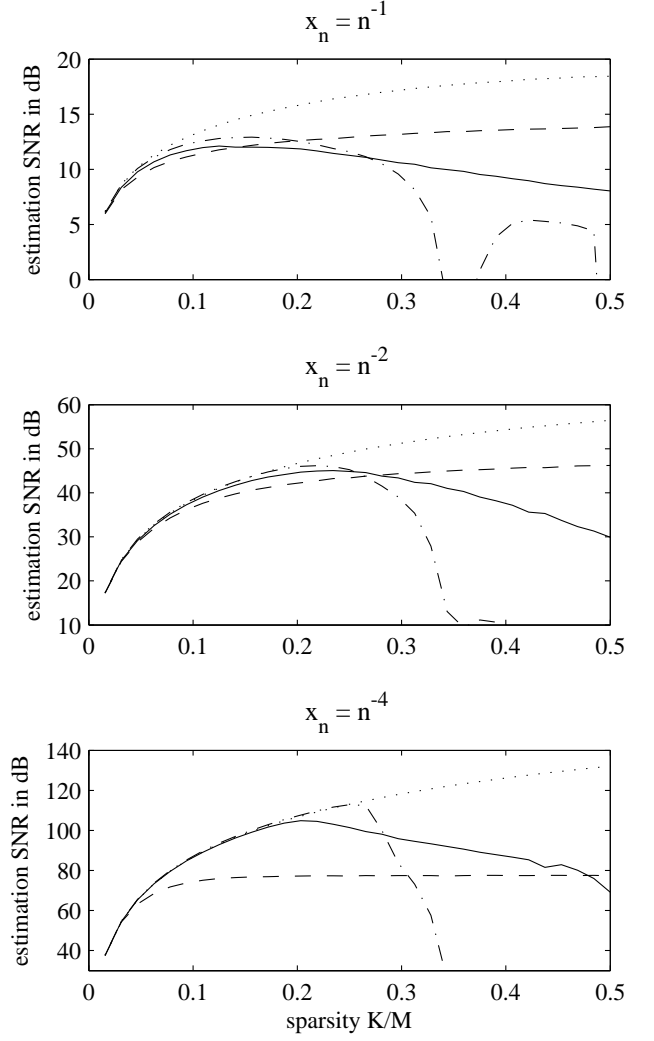 x_n = n^-1
estimation SNR in dB
20
15
10
5
0
0 0.1 0.2 0.3 0.4 0.5
x_n = n^-2
estimation SNR in dB
60
50
40
30
20
10
0 0.1 0.2 0.3 0.4 0.5
x_n = n^-4
estimation SNR in dB
140
120
100
80
60
40
0 0.1 0.2 0.3 0.4 0.5
sparsity K/M